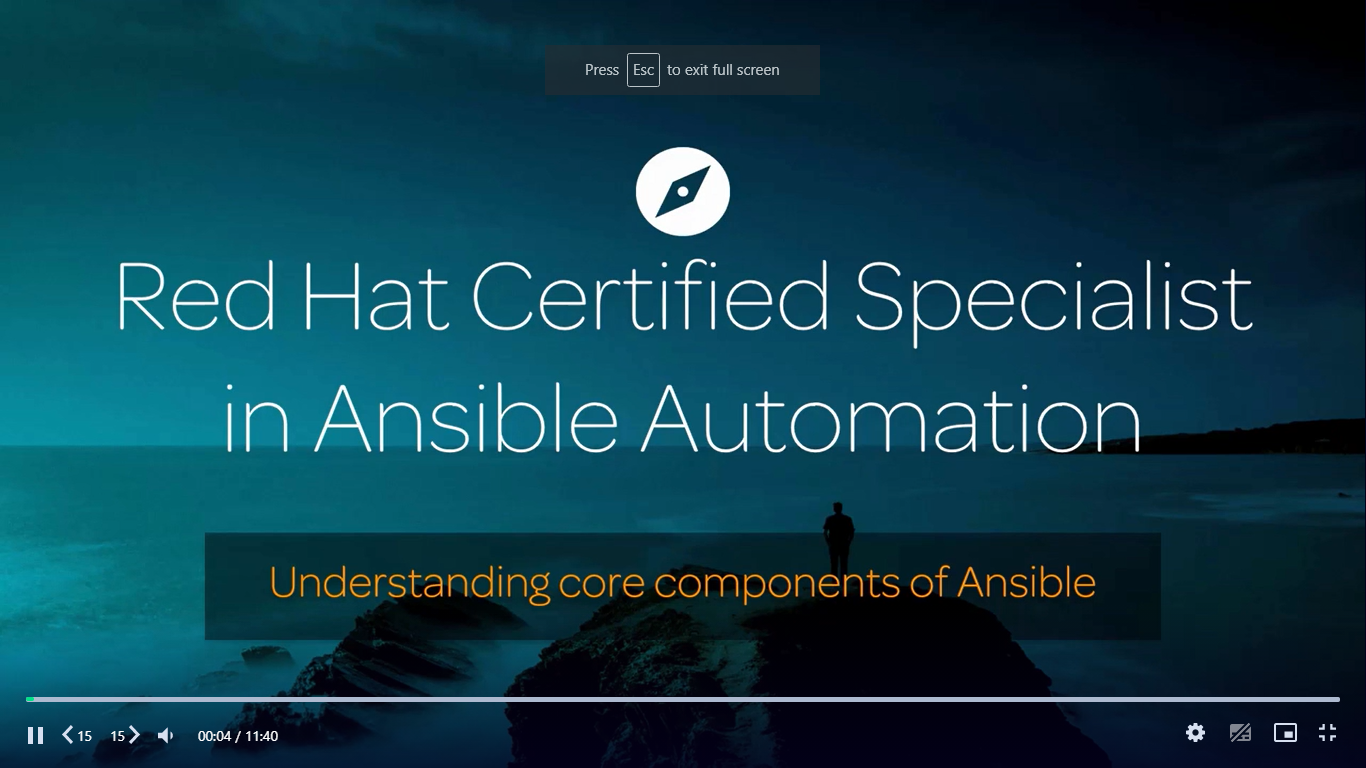 Press Esc to exit full screen
Red Hat Certified Specialist
in Ansible Automation
Understanding core components of Ansible
15 15 00:04 / 11:40